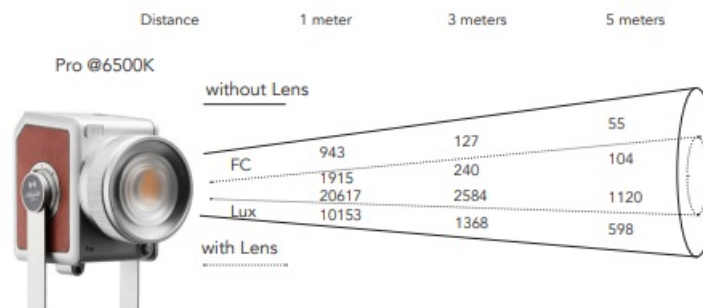 Distance 1 meter 3 meters 5 meters
Pro @6500K
without Lens
55
943 127
FC 104
1915 240
20617 2584 1120
Lux 10153 1368 598
with Lens